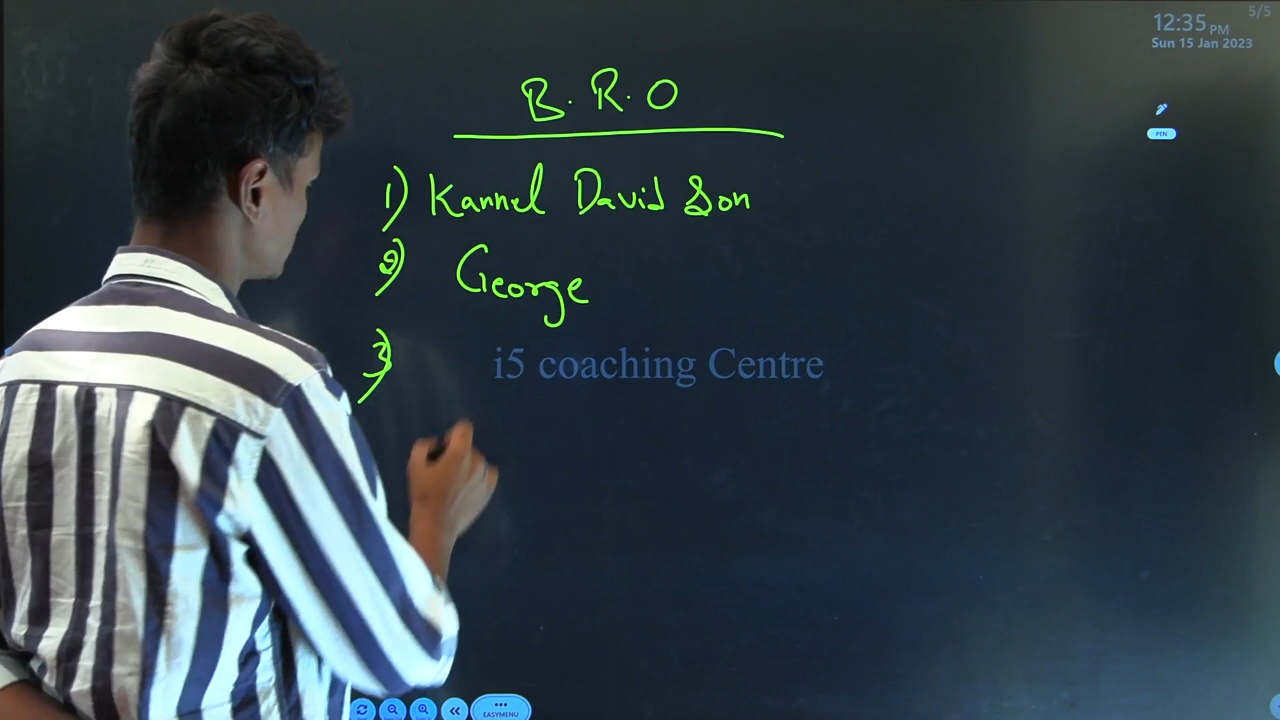 5/5
12:35 PM
Sun 15 Jan 2023
PEN
B.R.O
1) Kannel David Son
2) George
3)
i5 coaching Centre
EASYMENU